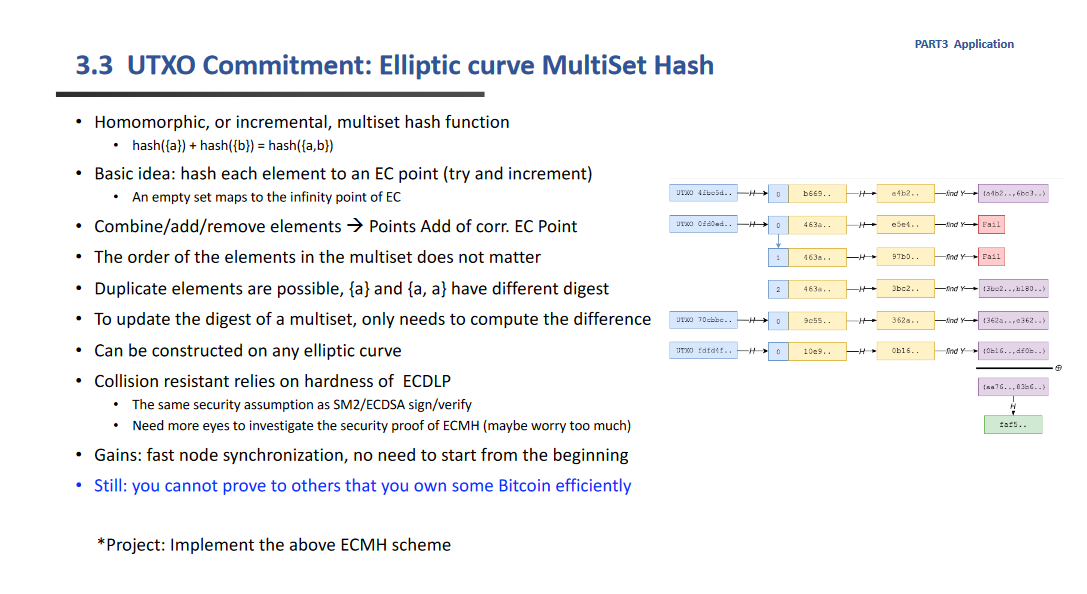 PART3 Application
3.3 UTXO Commitment: Elliptic curve MultiSet Hash
• Homomorphic, or incremental, multiset hash function
• hash({a}) + hash({b}) = hash({a,b})
• Basic idea: hash each element to an EC point (try and increment)
• An empty set maps to the infinity point of EC
• Combine/add/remove elements → Points Add of corr. EC Point
• The order of the elements in the multiset does not matter
• Duplicate elements are possible, {a} and {a, a} have different digest
• To update the digest of a multiset, only needs to compute the difference
• Can be constructed on any elliptic curve
• Collision resistant relies on hardness of ECDLP
• The same security assumption as SM2/ECDSA sign/verify
• Need more eyes to investigate the security proof of ECMH (maybe worry too much)
• Gains: fast node synchronization, no need to start from the beginning
• Still: you cannot prove to others that you own some Bitcoin efficiently
*Project: Implement the above ECMH scheme
UTXO 4fbc5d.. H 0 b669.. H a4b2.. find Y (a4b2..,6bc3..)
UTXO 0fd0ed.. H 0 463a.. H e5e4.. find Y Fail
1 463a.. H 97b0.. find Y Fail
2 463a.. H 3bc2.. find Y (3bc2..,b180..)
UTXO 70cbbc.. H 0 9c55.. H 362a.. find Y (362a..,e362..)
UTXO fdfd4f.. H 0 10e9.. H 0b16.. find Y (0b16..,df0b..)
⊕
(aa76..,83b6..)
H
faf5..